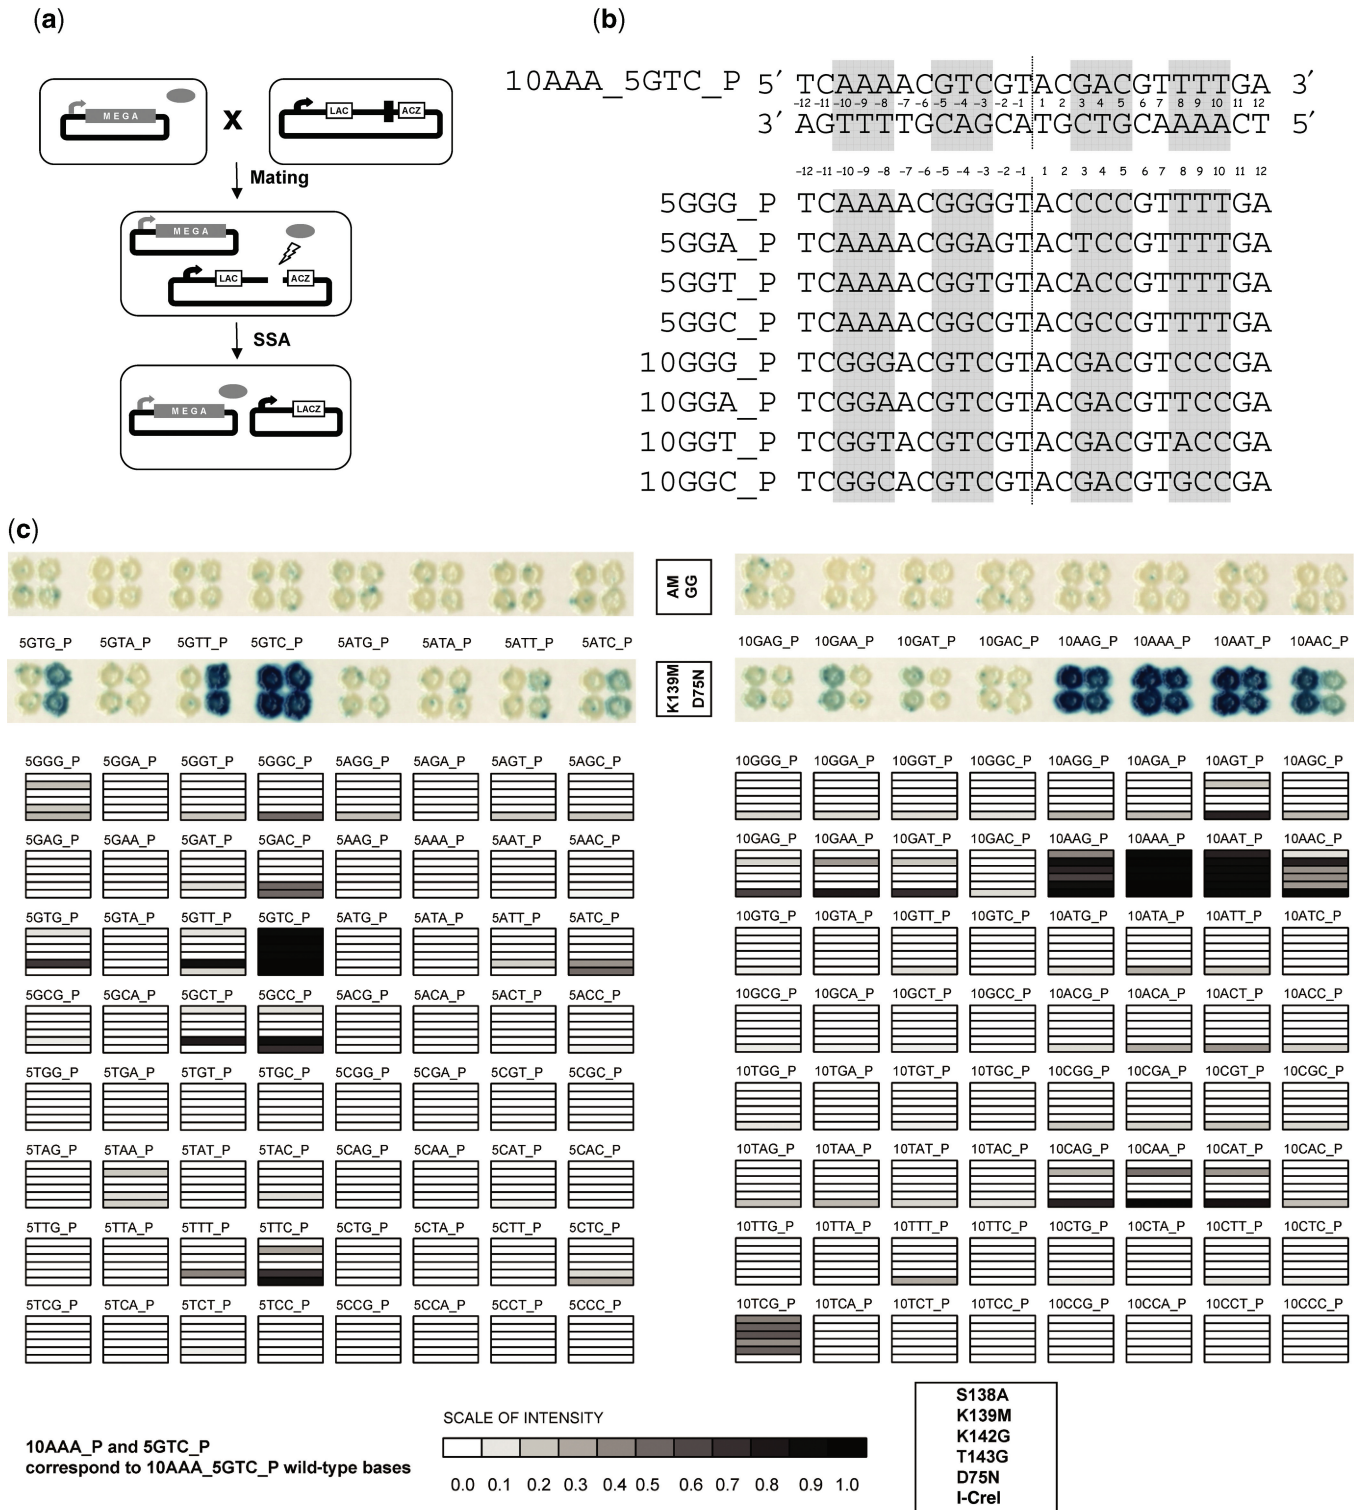 (a)
MEGA
X
LAC
ACZ
Mating
MEGA
LAC
ACZ
SSA
MEGA
LACZ
(b)
10AAA_5GTC_P 5′ TCAAAACGTCGTACGACGTTTTGA 3′
-12 -11 -10 -9 -8 -7 -6 -5 -4 -3 -2 -1 1 2 3 4 5 6 7 8 9 10 11 12
3′ AGTTTTGCAGCATGCTGCAAAACT 5′
-12 -11 -10 -9 -8 -7 -6 -5 -4 -3 -2 -1 1 2 3 4 5 6 7 8 9 10 11 12
5GGG_P TCAAAACGGGGTACCCCGTTTTGA
5GGA_P TCAAAACGGAGTACTCCGTTTTGA
5GGT_P TCAAAACGGTGTACACCGTTTTGA
5GGC_P TCAAAACGGCGTACGCCGTTTTGA
10GGG_P TCGGGACGTCGTACGACGTCCCGA
10GGA_P TCGGAACGTCGTACGACGTTCCGA
10GGT_P TCGGTACGTCGTACGACGTACCGA
10GGC_P TCGGCACGTCGTACGACGTGCCGA
(c)
AM
GG
5GTG_P 5GTA_P 5GTT_P 5GTC_P 5ATG_P 5ATA_P 5ATT_P 5ATC_P
10GAG_P 10GAA_P 10GAT_P 10GAC_P 10AAG_P 10AAA_P 10AAT_P 10AAC_P
K139M
D75N
5GGG_P 5GGA_P 5GGT_P 5GGC_P 5AGG_P 5AGA_P 5AGT_P 5AGC_P
5GAG_P 5GAA_P 5GAT_P 5GAC_P 5AAG_P 5AAA_P 5AAT_P 5AAC_P
5GTG_P 5GTA_P 5GTT_P 5GTC_P 5ATG_P 5ATA_P 5ATT_P 5ATC_P
5GCG_P 5GCA_P 5GCT_P 5GCC_P 5ACG_P 5ACA_P 5ACT_P 5ACC_P
5TGG_P 5TGA_P 5TGT_P 5TGC_P 5CGG_P 5CGA_P 5CGT_P 5CGC_P
5TAG_P 5TAA_P 5TAT_P 5TAC_P 5CAG_P 5CAA_P 5CAT_P 5CAC_P
5TTG_P 5TTA_P 5TTT_P 5TTC_P 5CTG_P 5CTA_P 5CTT_P 5CTC_P
5TCG_P 5TCA_P 5TCT_P 5TCC_P 5CCG_P 5CCA_P 5CCT_P 5CCC_P
10GGG_P 10GGA_P 10GGT_P 10GGC_P 10AGG_P 10AGA_P 10AGT_P 10AGC_P
10GAG_P 10GAA_P 10GAT_P 10GAC_P 10AAG_P 10AAA_P 10AAT_P 10AAC_P
10GTG_P 10GTA_P 10GTT_P 10GTC_P 10ATG_P 10ATA_P 10ATT_P 10ATC_P
10GCG_P 10GCA_P 10GCT_P 10GCC_P 10ACG_P 10ACA_P 10ACT_P 10ACC_P
10TGG_P 10TGA_P 10TGT_P 10TGC_P 10CGG_P 10CGA_P 10CGT_P 10CGC_P
10TAG_P 10TAA_P 10TAT_P 10TAC_P 10CAG_P 10CAA_P 10CAT_P 10CAC_P
10TTG_P 10TTA_P 10TTT_P 10TTC_P 10CTG_P 10CTA_P 10CTT_P 10CTC_P
10TCG_P 10TCA_P 10TCT_P 10TCC_P 10CCG_P 10CCA_P 10CCT_P 10CCC_P
10AAA_P and 5GTC_P
correspond to 10AAA_5GTC_P wild-type bases
SCALE OF INTENSITY
0.0 0.1 0.2 0.3 0.4 0.5 0.6 0.7 0.8 0.9 1.0
S138A
K139M
K142G
T143G
D75N
I-CreI